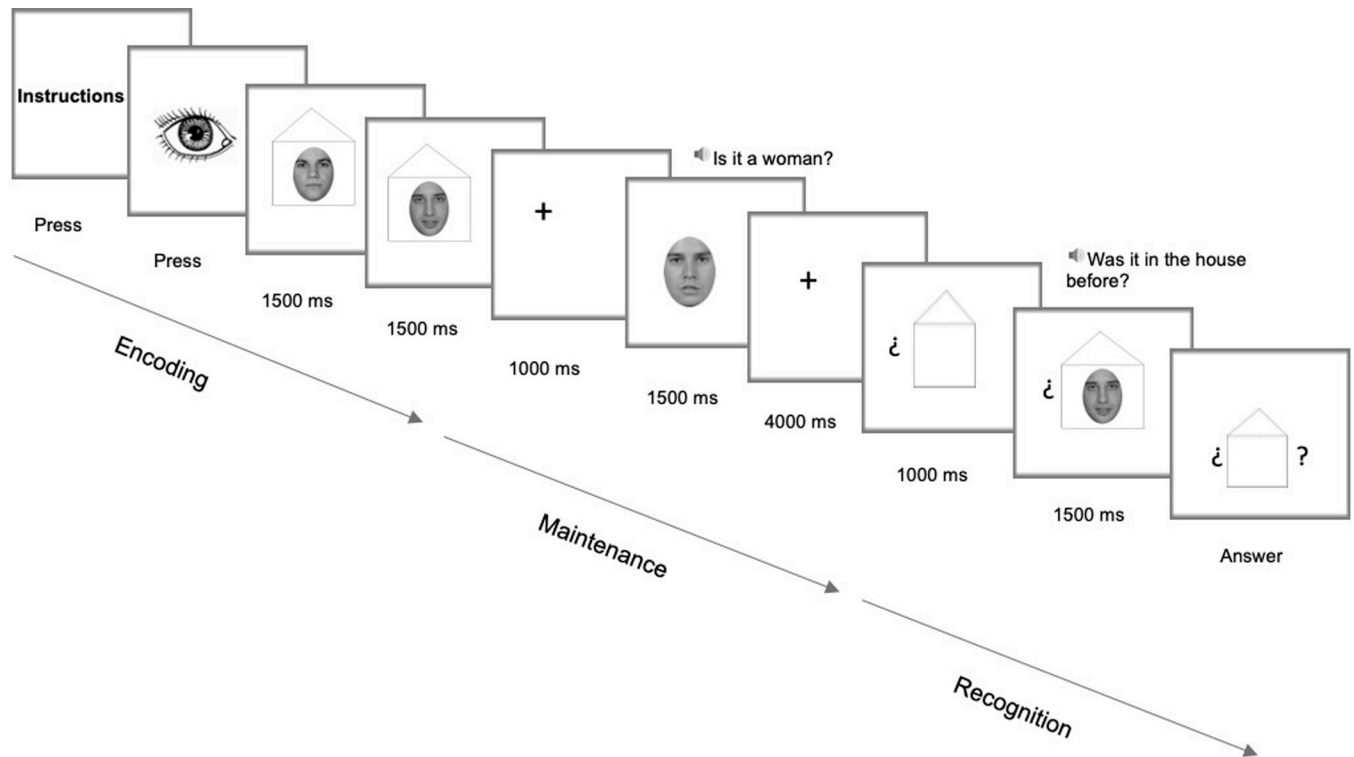 Instructions
Press
Press
1500 ms
1500 ms
+
1000 ms
Is it a woman?
1500 ms
+
4000 ms
¿
1000 ms
Was it in the house
before?
¿
1500 ms
¿ ?
Answer
Encoding
Maintenance
Recognition